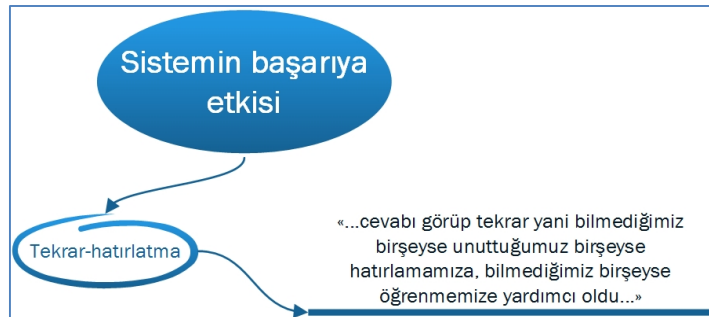 Sistemin başarıya
etkisi
Tekrar-hatırlatma
«...cevabı görüp tekrar yani bilmediğimiz
birşeyse unuttuğumuz birşeyse
hatırlamamıza, bilmediğimiz birşeyse
öğrenmemize yardımcı oldu...»